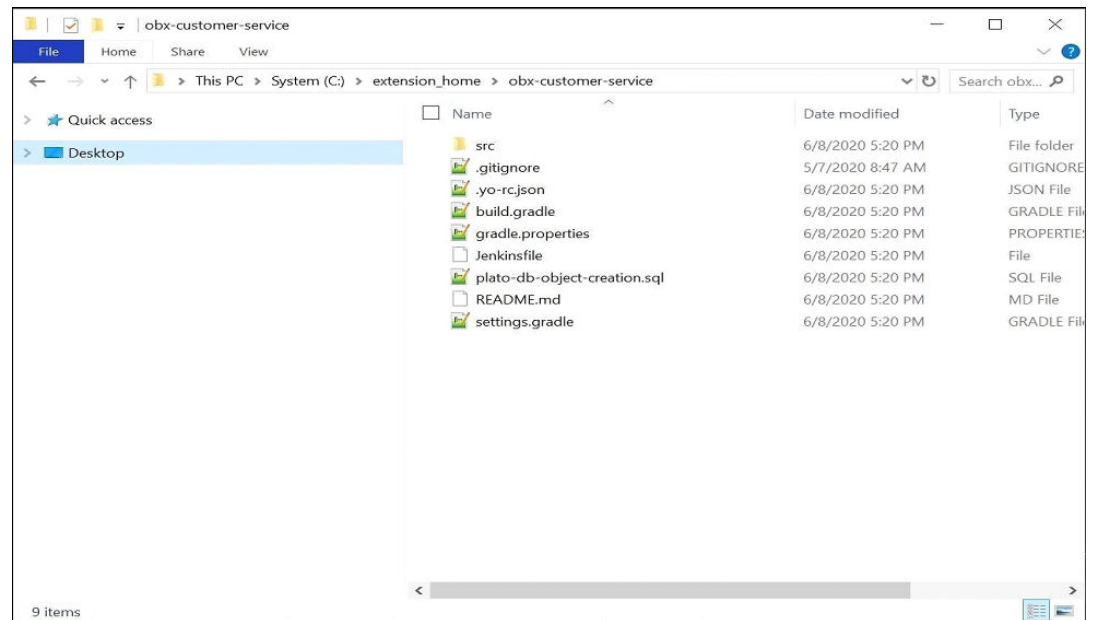 obx-customer-service
File Home Share View
This PC > System (C:) > extension_home > obx-customer-service Search obx...
Quick access
Desktop
Name Date modified Type
src 6/8/2020 5:20 PM File folder
.gitignore 5/7/2020 8:47 AM GITIGNORE
.yo-rc.json 6/8/2020 5:20 PM JSON File
build.gradle 6/8/2020 5:20 PM GRADLE Fil
gradle.properties 6/8/2020 5:20 PM PROPERTIES
Jenkinsfile 6/8/2020 5:20 PM File
plato-db-object-creation.sql 6/8/2020 5:20 PM SQL File
README.md 6/8/2020 5:20 PM MD File
settings.gradle 6/8/2020 5:20 PM GRADLE Fil
9 items